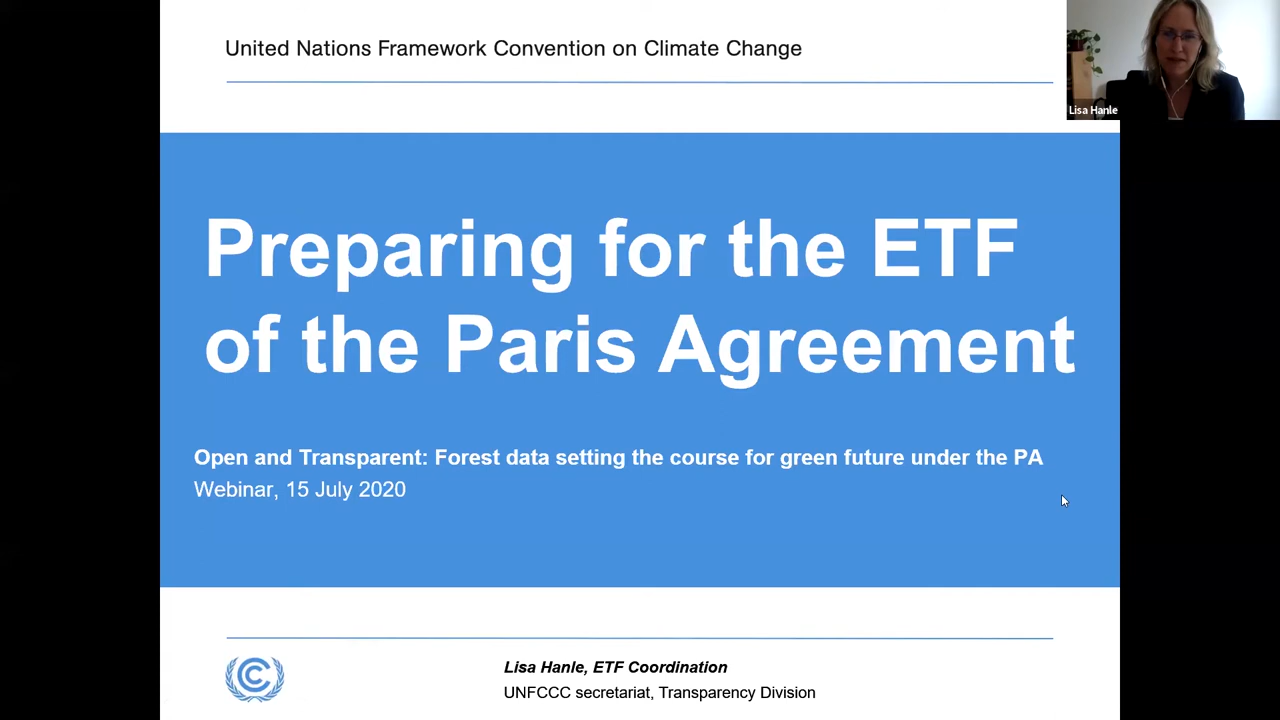 United Nations Framework Convention on Climate Change
Lisa Hanle
Preparing for the ETF
of the Paris Agreement
Open and Transparent: Forest data setting the course for green future under the PA
Webinar, 15 July 2020
Lisa Hanle, ETF Coordination
UNFCCC secretariat, Transparency Division